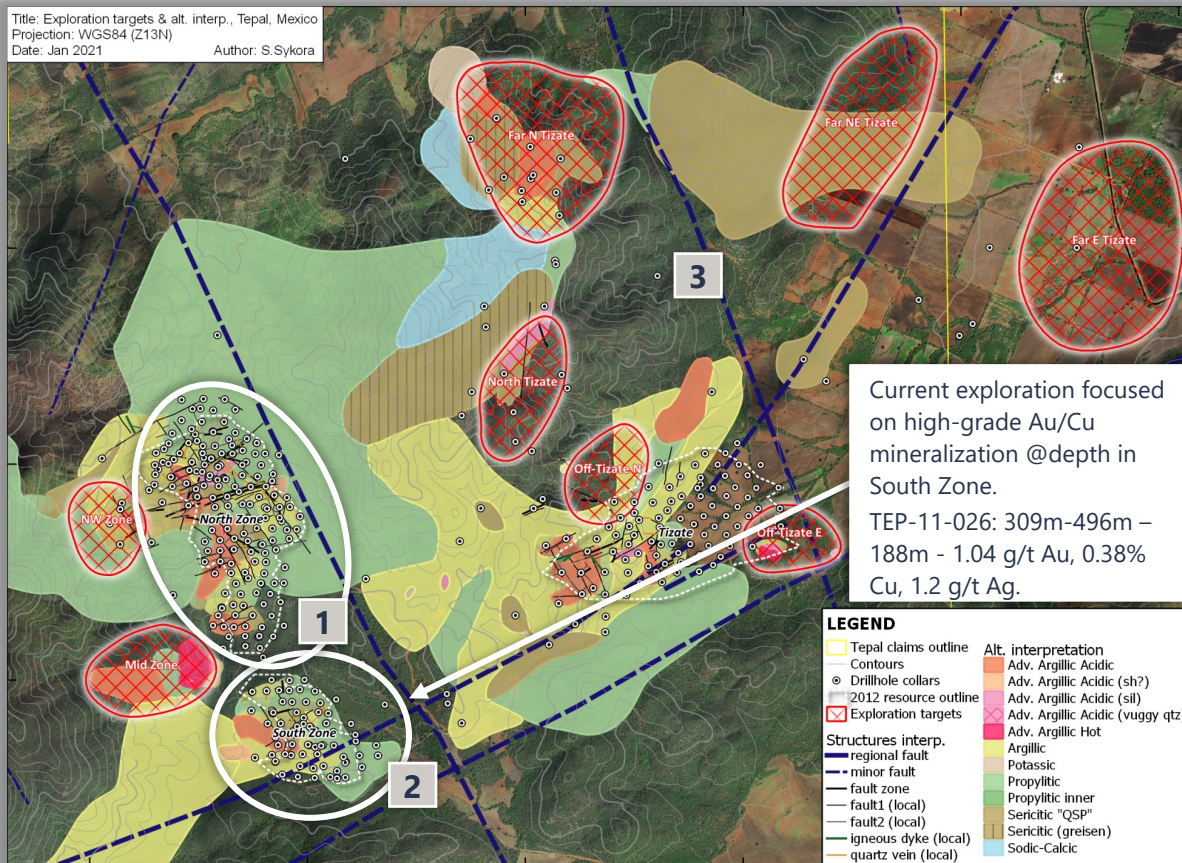 Title: Exploration targets & alt. interp., Tepal, Mexico
Projection: WGS84 (Z13N)
Date: Jan 2021 Author: S.Sykora
Far N Tizate
Far NE Tizate
Far E Tizate
3
North Tizate
Off-Tizate N
NW Zone
North Zone
Tizate
Off-Tizate E
1
Mid Zone
South Zone
2
Current exploration focused
on high-grade Au/Cu
mineralization @depth in
South Zone.
TEP-11-026: 309m-496m –
188m - 1.04 g/t Au, 0.38%
Cu, 1.2 g/t Ag.
LEGEND
Tepal claims outline
Contours
Drillhole collars
2012 resource outline
Exploration targets
Structures interp.
regional fault
minor fault
fault zone
fault1 (local)
fault2 (local)
igneous dyke (local)
quartz vein (local)
Alt. interpretation
Adv. Argillic Acidic
Adv. Argillic Acidic (sh?)
Adv. Argillic Acidic (sil)
Adv. Argillic Acidic (vuggy qtz)
Adv. Argillic Hot
Argillic
Potassic
Propylitic
Propylitic inner
Sericitic "QSP"
Sericitic (greisen)
Sodic-Calcic